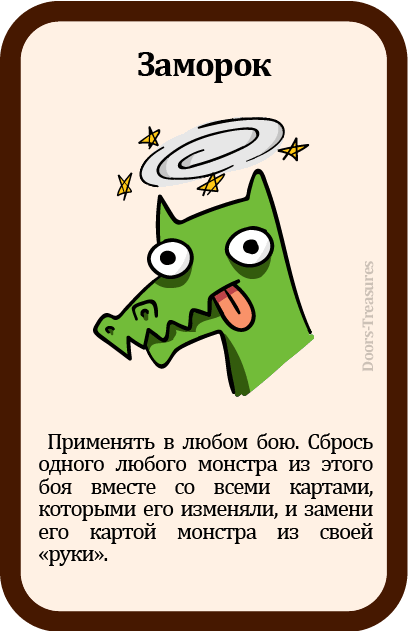 Заморок
Doors-Treasures
Применять в любом бою. Сбрось
одного любого монстра из этого
боя вместе со всеми картами,
которыми его изменяли, и замени
его картой монстра из своей
«руки».